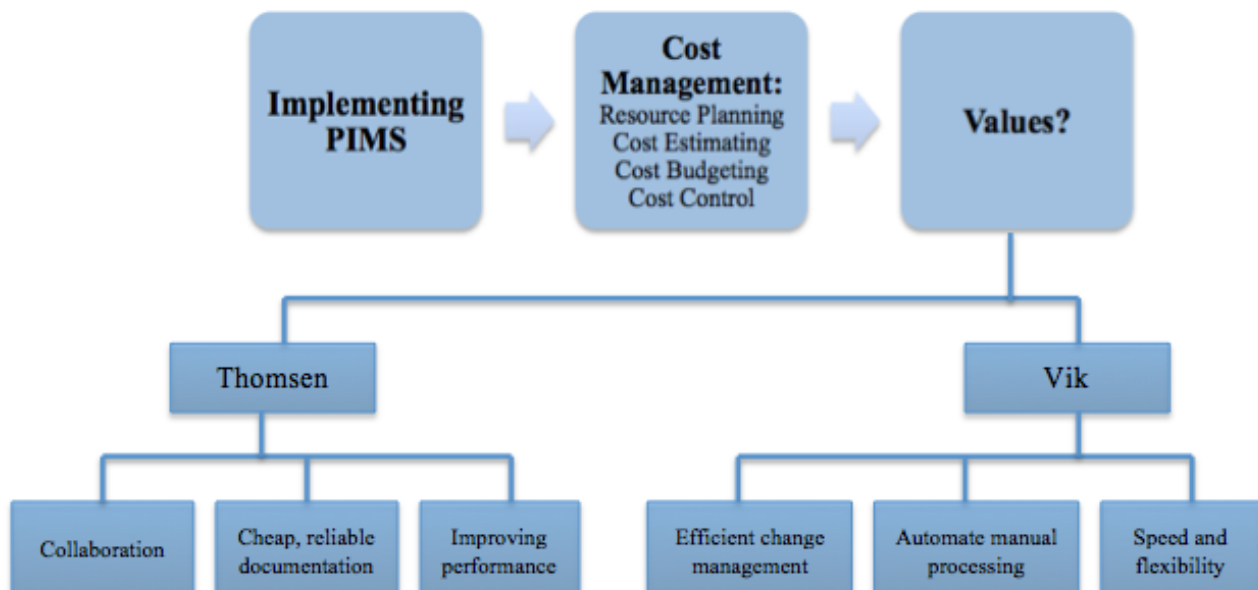 Implementing
PIMS
Cost
Management:
Resource Planning
Cost Estimating
Cost Budgeting
Cost Control
Values?
Thomsen
Vik
Collaboration
Cheap, reliable
documentation
Improving
performance
Efficient change
management
Automate manual
processing
Speed and
flexibility